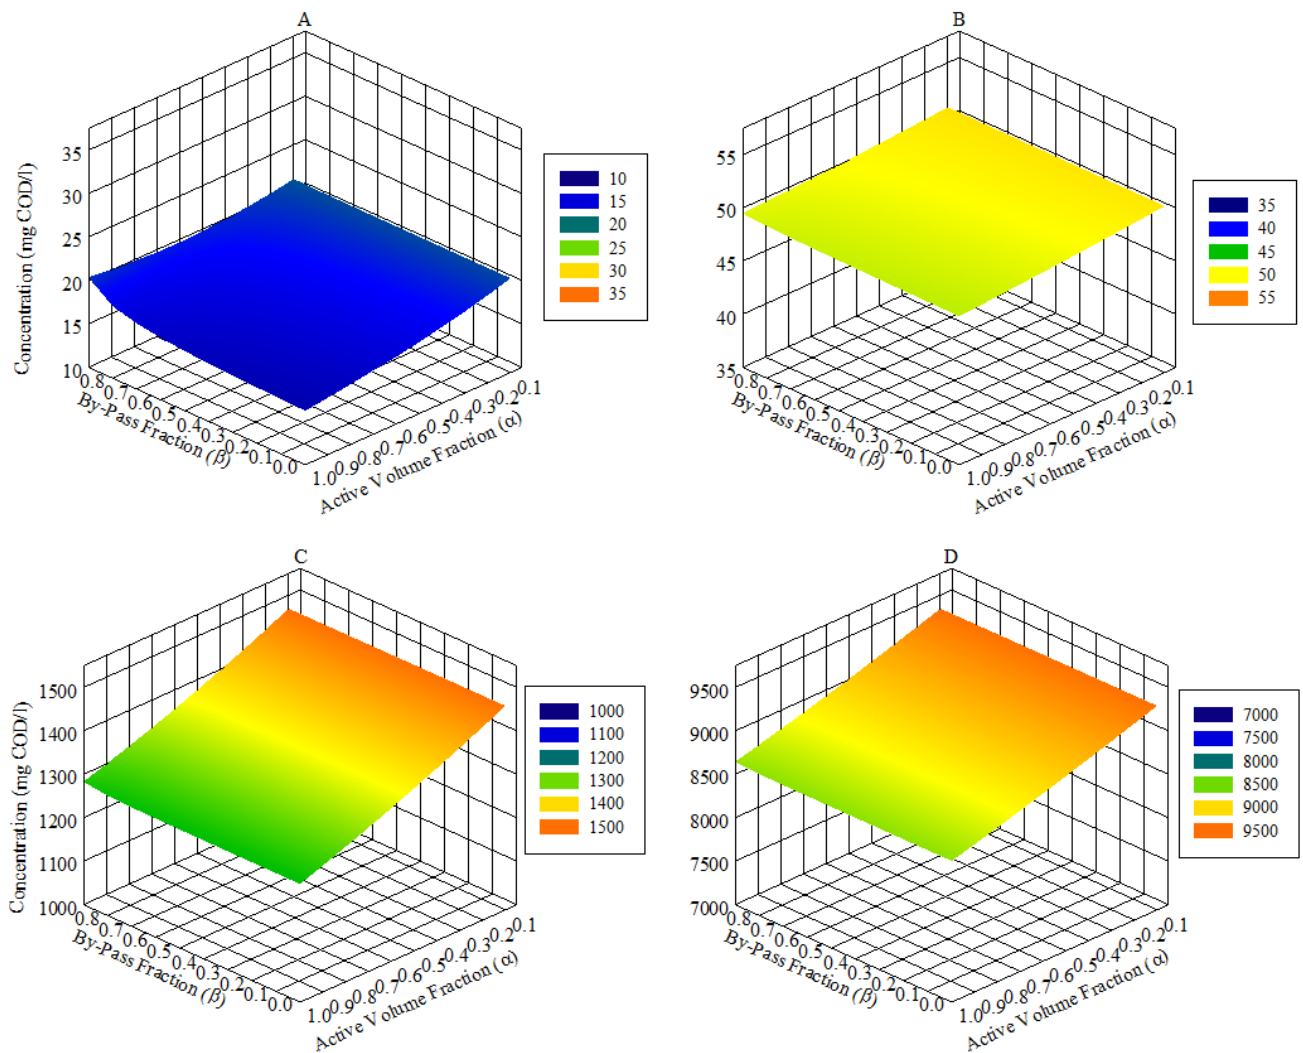 A
Concentration (mg COD/l)
35
30
25
20
15
10
0.8 0.7 0.6 0.5 0.4 0.3 0.2 0.1 0.0
By-Pass Fraction (β)
1.0 0.9 0.8 0.7 0.6 0.5 0.4 0.3 0.2 0.1
Active Volume Fraction (α)
10
15
20
25
30
35
B
55
50
45
40
35
0.8 0.7 0.6 0.5 0.4 0.3 0.2 0.1 0.0
By-Pass Fraction (β)
1.0 0.9 0.8 0.7 0.6 0.5 0.4 0.3 0.2 0.1
Active Volume Fraction (α)
35
40
45
50
55
C
Concentration (mg COD/l)
1500
1400
1300
1200
1100
1000
0.8 0.7 0.6 0.5 0.4 0.3 0.2 0.1 0.0
By-Pass Fraction (β)
1.0 0.9 0.8 0.7 0.6 0.5 0.4 0.3 0.2 0.1
Active Volume Fraction (α)
1000
1100
1200
1300
1400
1500
D
9500
9000
8500
8000
7500
7000
0.8 0.7 0.6 0.5 0.4 0.3 0.2 0.1 0.0
By-Pass Fraction (β)
1.0 0.9 0.8 0.7 0.6 0.5 0.4 0.3 0.2 0.1
Active Volume Fraction (α)
7000
7500
8000
8500
9000
9500